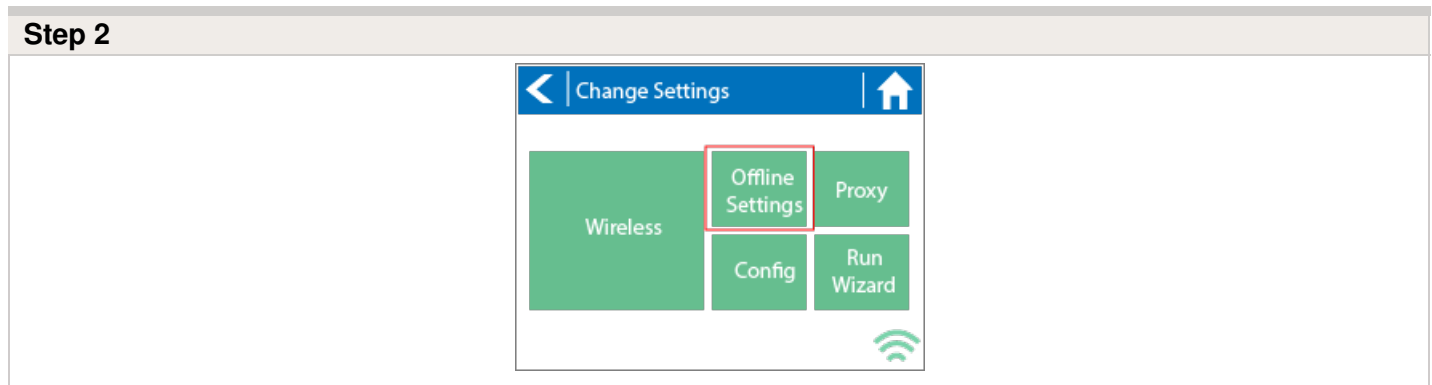 Step 2
Change Settings
Wireless
Offline
Settings
Proxy
Config
Run
Wizard